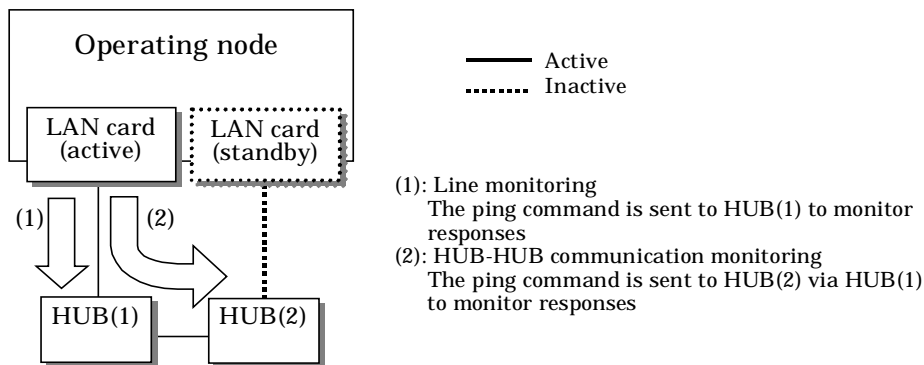 Operating node
LAN card
(active)
LAN card
(standby)
(1)
(2)
HUB(1)
HUB(2)
Active
Inactive
(1): Line monitoring
The ping command is sent to HUB(1) to monitor
responses
(2): HUB-HUB communication monitoring
The ping command is sent to HUB(2) via HUB(1)
to monitor responses